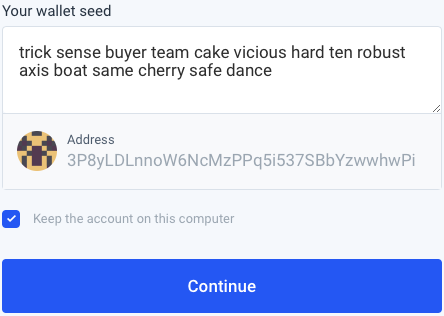 Your wallet seed
trick sense buyer team cake vicious hard ten robust
axis boat same cherry safe dance
Address
3P8yLDLnnoW6NcMzPPq5i537SBbYzwwhwPi
Keep the account on this computer
Continue